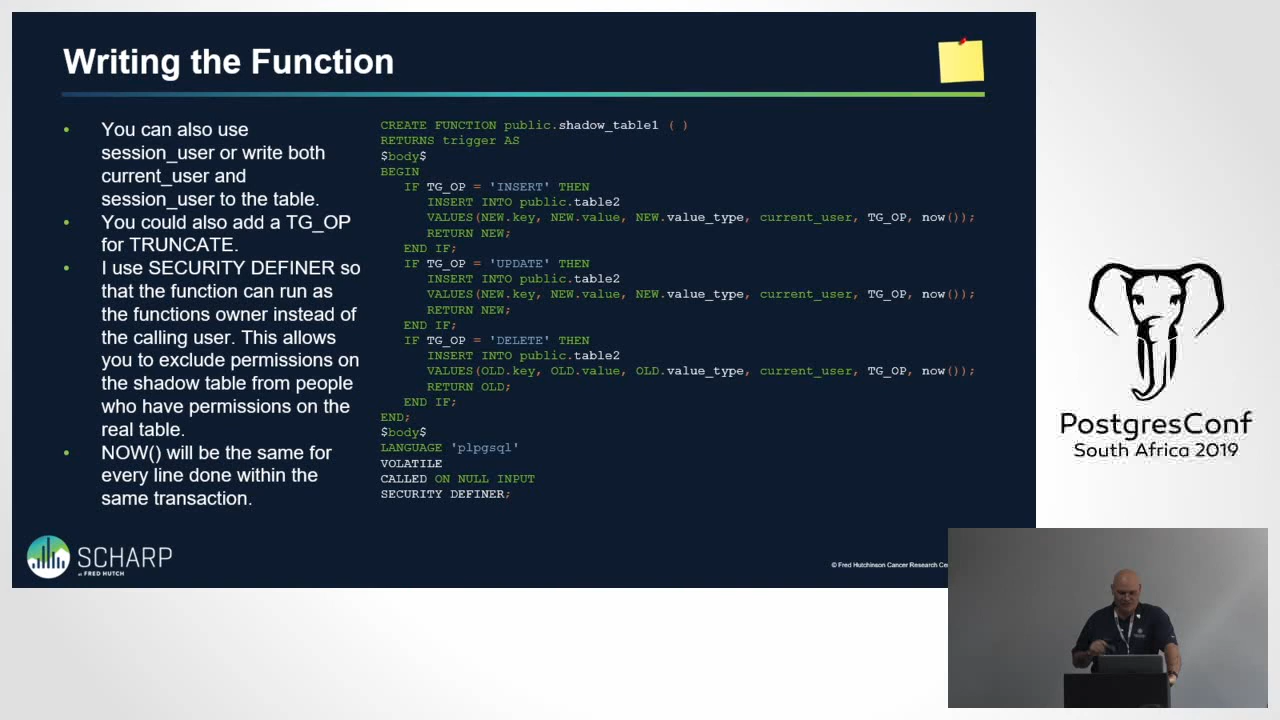 Writing the Function
• You can also use
session_user or write both
current_user and
session_user to the table.
• You could also add a TG_OP
for TRUNCATE.
• I use SECURITY DEFINER so
that the function can run as
the functions owner instead of
the calling user. This allows
you to exclude permissions on
the shadow table from people
who have permissions on the
real table.
• NOW() will be the same for
every line done within the
same transaction.
CREATE FUNCTION public.shadow_table1 ( )
RETURNS trigger AS
$body$
BEGIN
IF TG_OP = 'INSERT' THEN
INSERT INTO public.table2
VALUES(NEW.key, NEW.value, NEW.value_type, current_user, TG_OP, now());
RETURN NEW;
END IF;
IF TG_OP = 'UPDATE' THEN
INSERT INTO public.table2
VALUES(NEW.key, NEW.value, NEW.value_type, current_user, TG_OP, now());
RETURN NEW;
END IF;
IF TG_OP = 'DELETE' THEN
INSERT INTO public.table2
VALUES(OLD.key, OLD.value, OLD.value_type, current_user, TG_OP, now());
RETURN OLD;
END IF;
END;
$body$
LANGUAGE 'plpgsql'
VOLATILE
CALLED ON NULL INPUT
SECURITY DEFINER;
SCHARP
at FRED HUTCH
© Fred Hutchinson Cancer Research Ce
PostgresConf
South Africa 2019